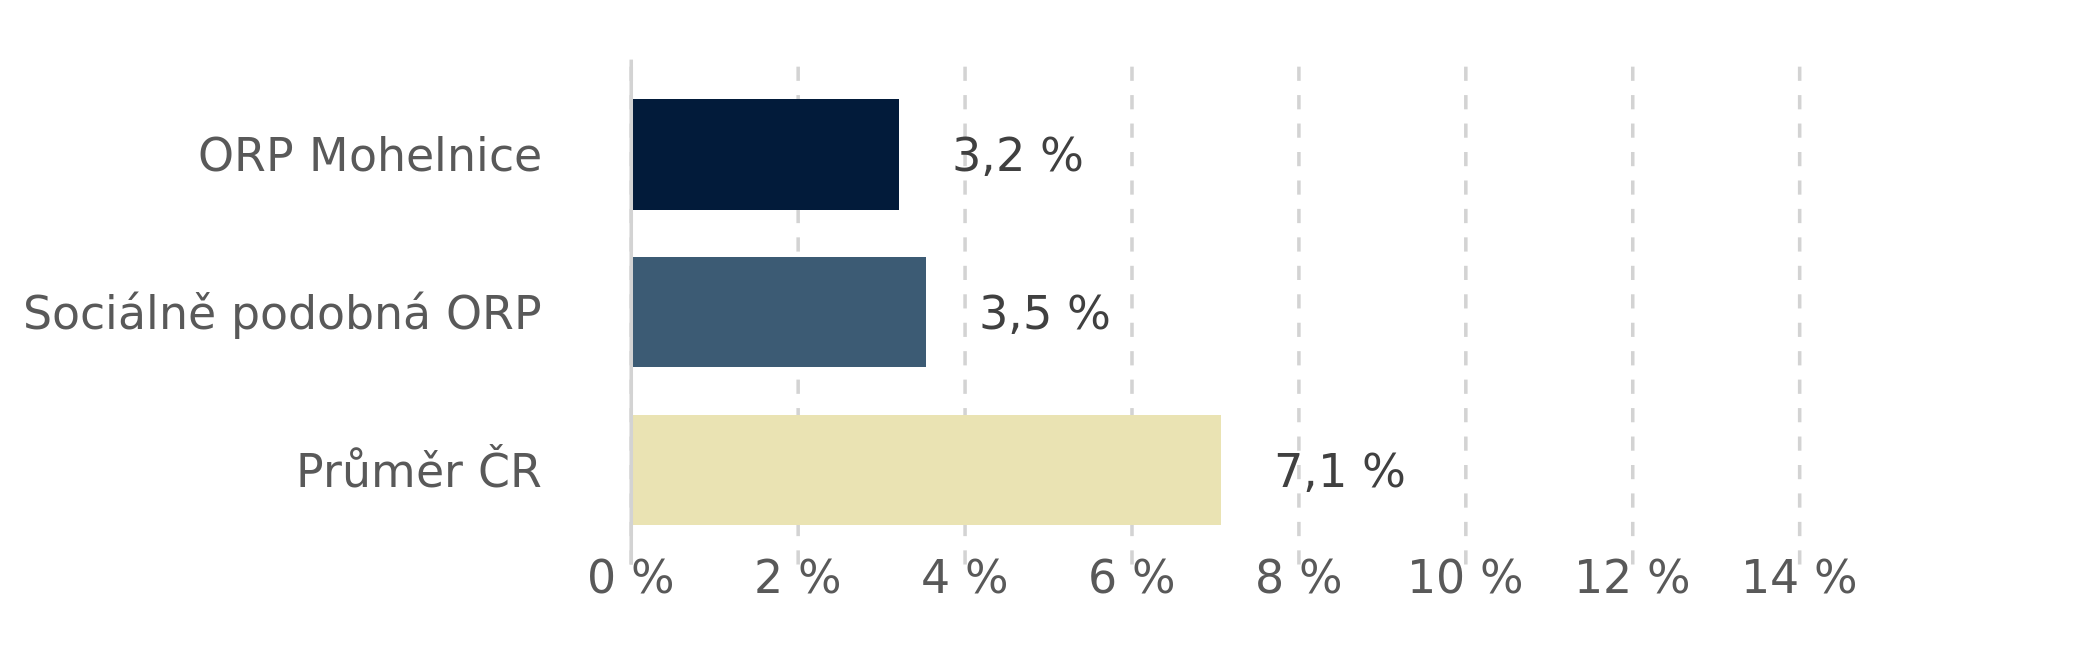 ORP Mohelnice
3,2 %
Sociálně podobná ORP
3,5 %
Průměr ČR
7,1 %
0 % 2 % 4 % 6 % 8 % 10 % 12 % 14 %